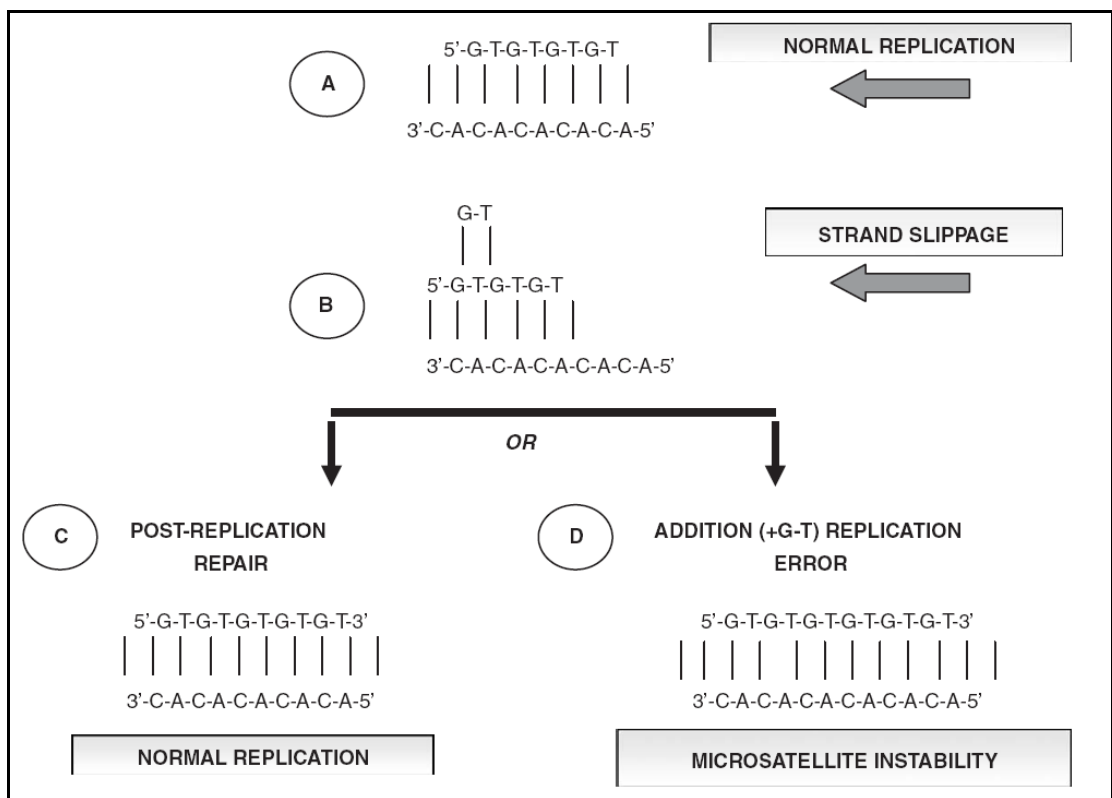 5'-G-T-G-T-G-T-G-T
NORMAL REPLICATION
A
3'-C-A-C-A-C-A-C-A-C-A-5'
G-T
STRAND SLIPPAGE
5'-G-T-G-T-G-T
B
3'-C-A-C-A-C-A-C-A-C-A-5'
OR
C
POST-REPLICATION
REPAIR
D
ADDITION (+G-T) REPLICATION
ERROR
5'-G-T-G-T-G-T-G-T-G-T-3'
5'-G-T-G-T-G-T-G-T-G-T-G-T-3'
3'-C-A-C-A-C-A-C-A-C-A-5'
3'-C-A-C-A-C-A-C-A-C-A-C-A-5'
NORMAL REPLICATION
MICROSATELLITE INSTABILITY